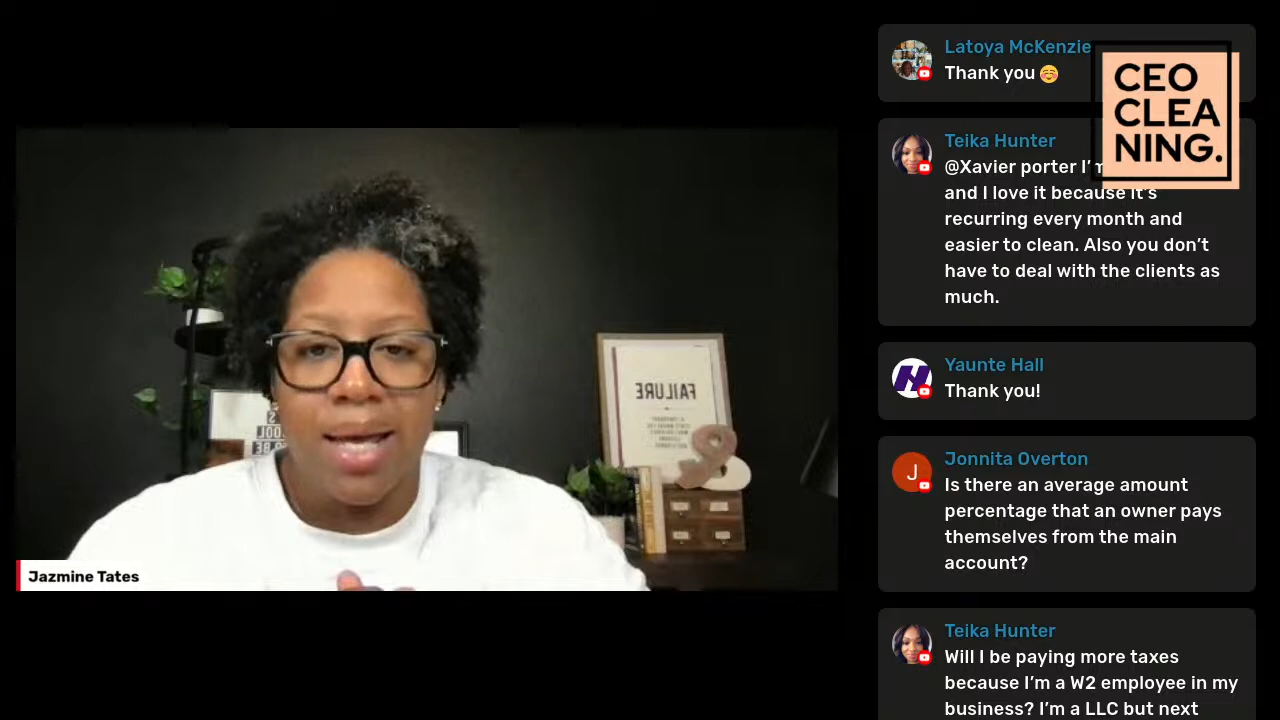 FAILURE
Jazmine Tates
Latoya McKenzie
Thank you ☺️
Teika Hunter
@Xavier porter I'm
and I love it because it's
recurring every month and
easier to clean. Also you don't
have to deal with the clients as
much.
Yaunte Hall
Thank you!
J
Jonnita Overton
Is there an average amount
percentage that an owner pays
themselves from the main
account?
Teika Hunter
Will I be paying more taxes
because I'm a W2 employee in my
business? I'm a LLC but next
CEO
CLEA
NING.